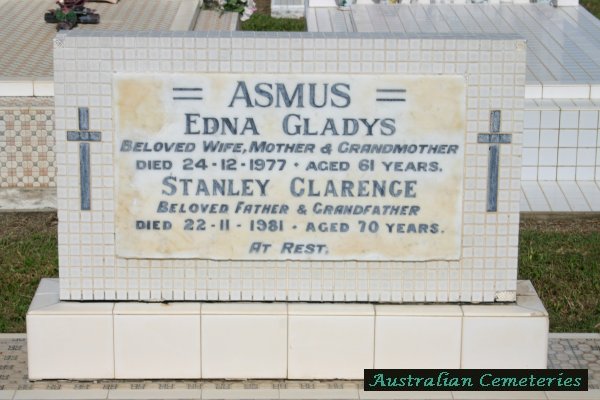 = ASMUS =
EDNA GLADYS
BELOVED WIFE, MOTHER & GRANDMOTHER
DIED 24-12-1977 · AGED 61 YEARS.
STANLEY CLARENCE
BELOVED FATHER & GRANDFATHER
DIED 22-11-1981 · AGED 70 YEARS.
AT REST.
Australian Cemeteries